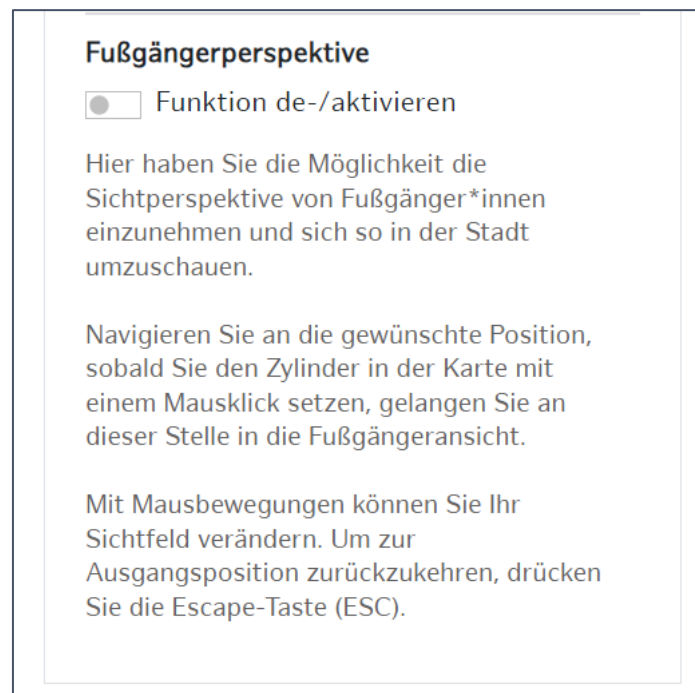 Fußgängerperspektive
Funktion de-/aktivieren
Hier haben Sie die Möglichkeit die
Sichtperspektive von Fußgänger*innen
einzunehmen und sich so in der Stadt
umzuschauen.
Navigieren Sie an die gewünschte Position,
sobald Sie den Zylinder in der Karte mit
einem Mausklick setzen, gelangen Sie an
dieser Stelle in die Fußgängeransicht.
Mit Mausbewegungen können Sie Ihr
Sichtfeld verändern. Um zur
Ausgangsposition zurückzukehren, drücken
Sie die Escape-Taste (ESC).